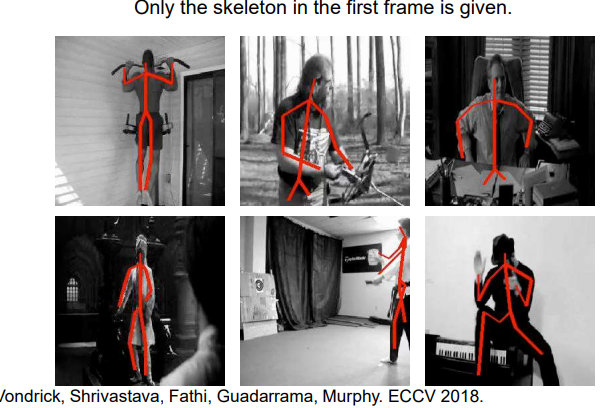 Only the skeleton in the first frame is given.
Vondrick, Shrivastava, Fathi, Guadarrama, Murphy. ECCV 2018.